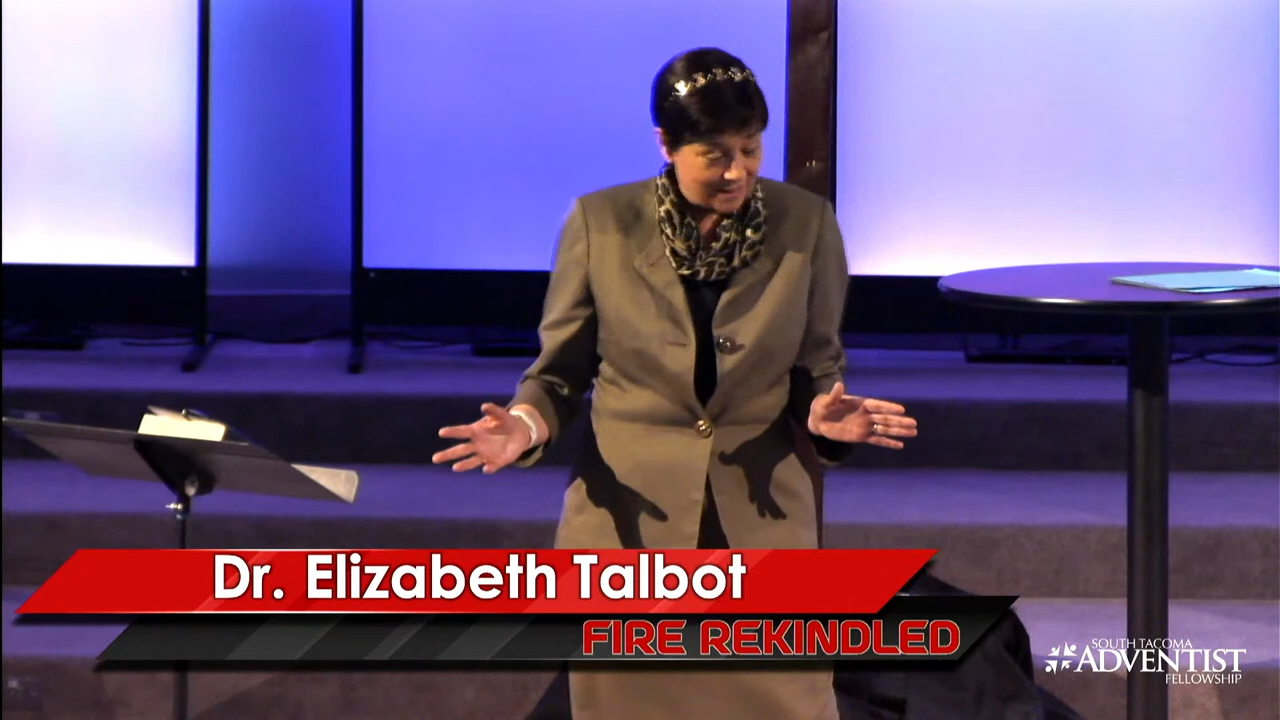 Dr. Elizabeth Talbot
FIRE REKINDLED
SOUTH TACOMA
ADVENTIST
FELLOWSHIP